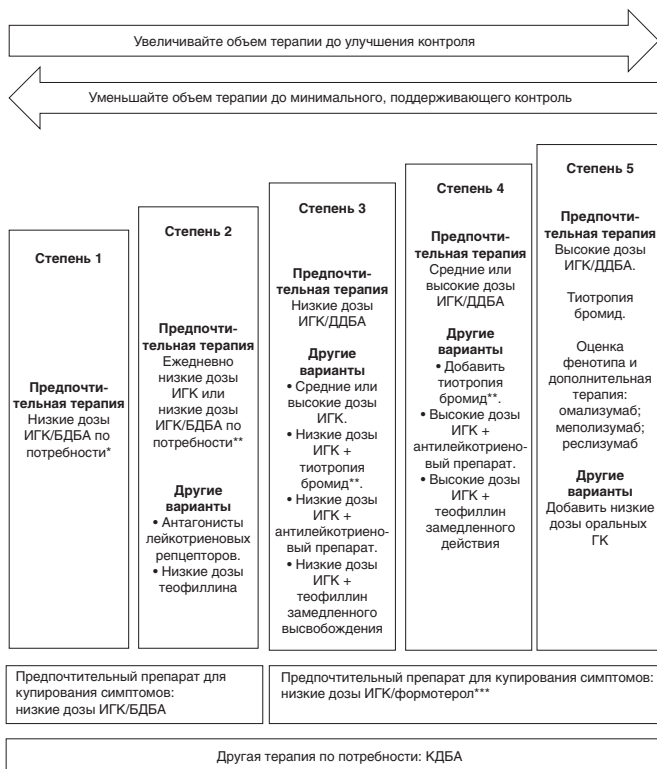 Увеличивайте объем терапии до улучшения контроля
Уменьшайте объем терапии до минимального, поддерживающего контроль
Степень 1
Предпочти-
тельная терапия
Низкие дозы
ИГК/БДБА по
потребности*
Степень 2
Предпочти-
тельная терапия
Ежедневно
низкие дозы
ИГК или
низкие дозы
ИГК/БДБА по
потребности**
Другие
варианты
• Антагонисты
лейкотриеновых
репцепторов.
• Низкие дозы
теофиллина
Степень 3
Предпочти-
тельная терапия
Низкие дозы
ИГК/ДДБА
Другие
варианты
• Средние или
высокие дозы
ИГК.
• Низкие дозы
ИГК +
тиотропия
бромид**.
• Низкие дозы
ИГК +
антилейкотриено-
вый препарат.
• Низкие дозы
ИГК +
теофиллин
замедленного
высвобождения
Степень 4
Предпочти-
тельная терапия
Средние или
высокие дозы
ИГК/ДДБА
Другие
варианты
• Добавить
тиотропия
бромид**.
• Высокие дозы
ИГК +
антилейкотриено-
вый препарат.
• Высокие дозы
ИГК +
теофиллин
замедленного
действия
Степень 5
Предпочти-
тельная терапия
Высокие дозы
ИГК/ДДБА.
Тиотропия
бромид.
Оценка
фенотипа и
дополнительная
терапия:
омализумаб;
меполизумаб;
реслизумаб
Другие
варианты
Добавить низкие
дозы оральных
ГК
Предпочтительный препарат для
купирования симптомов:
низкие дозы ИГК/БДБА
Предпочтительный препарат для купирования симптомов:
низкие дозы ИГК/формотерол***
Другая терапия по потребности: КДБА